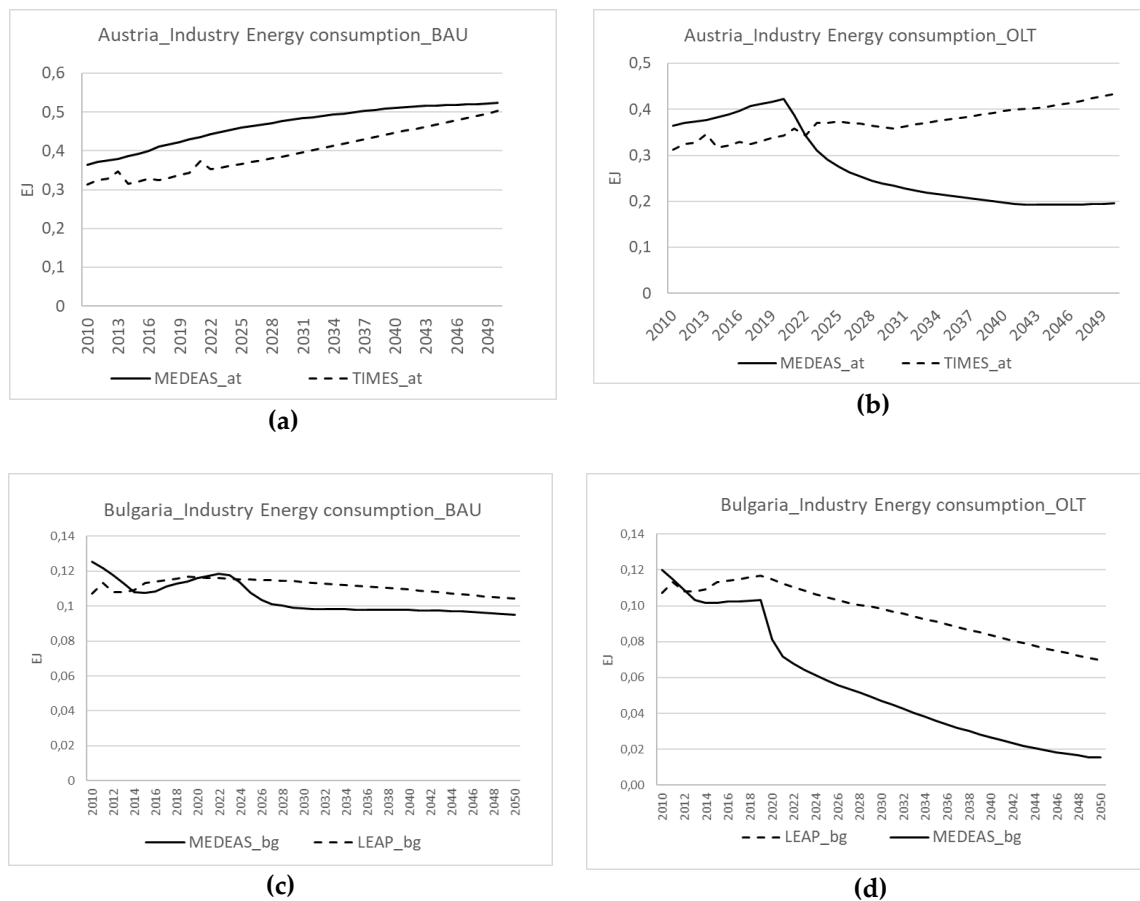 Austria_Industry Energy consumption_BAU
0,6
0,5
0,4
0,3
0,2
0,1
0
EJ
2010 2013 2016 2019 2022 2025 2028 2031 2034 2037 2040 2043 2046 2049
MEDEAS_at TIMES_at
(a)
Austria_Industry Energy consumption_OLT
0,5
0,4
0,3
0,2
0,1
0
EJ
2010 2013 2016 2019 2022 2025 2028 2031 2034 2037 2040 2043 2046 2049
MEDEAS_at TIMES_at
(b)
Bulgaria_Industry Energy consumption_BAU
0,14
0,12
0,1
0,08
0,06
0,04
0,02
0
EJ
2010 2012 2014 2016 2018 2020 2022 2024 2026 2028 2030 2032 2034 2036 2038 2040 2042 2044 2046 2048 2050
MEDEAS_bg LEAP_bg
(c)
Bulgaria_Industry Energy consumption_OLT
0,14
0,12
0,10
0,08
0,06
0,04
0,02
0,00
EJ
2010 2012 2014 2016 2018 2020 2022 2024 2026 2028 2030 2032 2034 2036 2038 2040 2042 2044 2046 2048 2050
LEAP_bg MEDEAS_bg
(d)